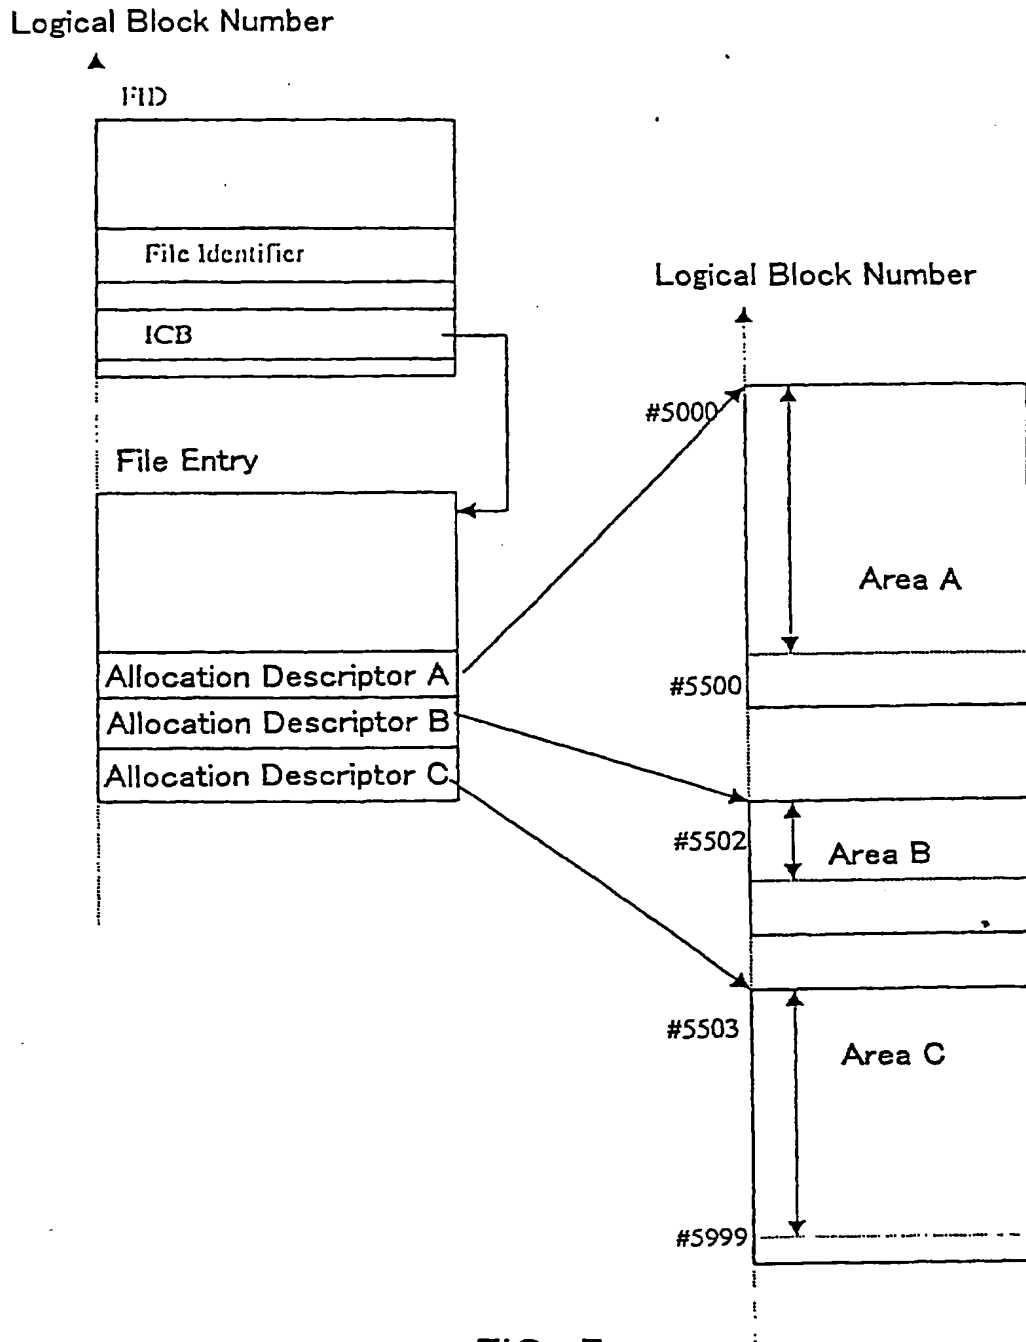 Logical Block Number
FID
File Identifier
ICB
File Entry
Allocation Descriptor A
Allocation Descriptor B
Allocation Descriptor C
Logical Block Number
#5000
Area A
#5500
#5502
Area B
#5503
Area C
#5999